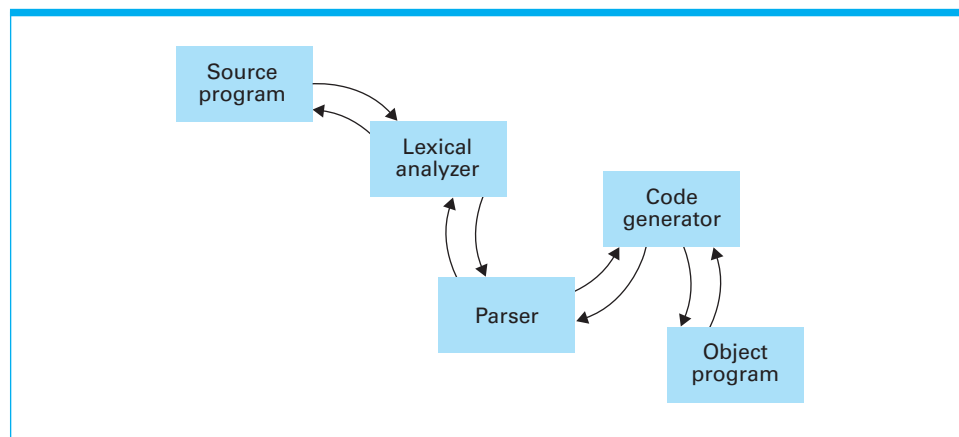 Source
program
Lexical
analyzer
Code
generator
Parser
Object
program